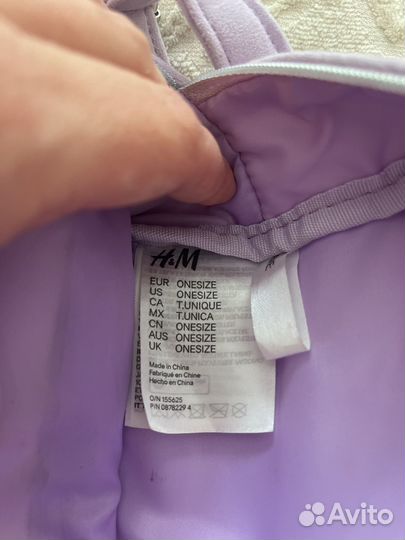 H&M
EUR ONESIZE
US ONESIZE
CA T.UNIQUE
MX T.UNICA
CN ONESIZE
AUS ONESIZE
UK ONESIZE
Made in China
Fabriqué en Chine
Hecho en China
O/N 155625
P/N 0878229 4
Avito